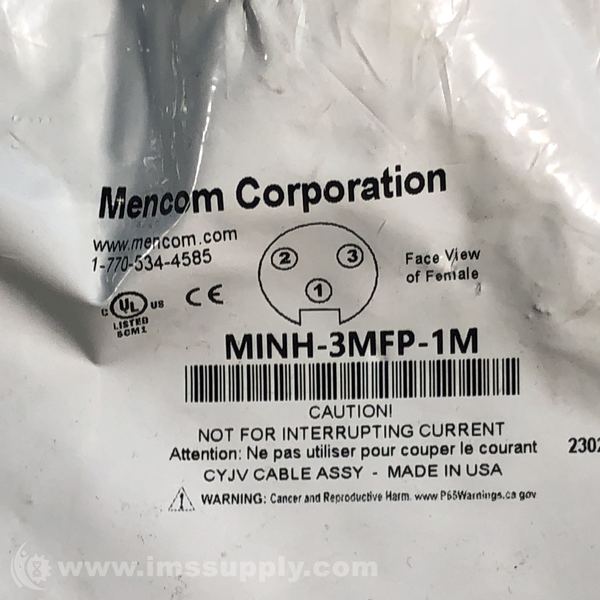 Mencom Corporation
www.mencom.com
1-770-534-4585
C UL US CE
LISTED
6CM1
2 3
1
Face View
of Female
MINH-3MFP-1M
CAUTION!
NOT FOR INTERRUPTING CURRENT
Attention: Ne pas utiliser pour couper le courant
2302
CYJV CABLE ASSY - MADE IN USA
WARNING: Cancer and Reproductive Harm. www.P65Warnings.ca gov
www.imssupply.com